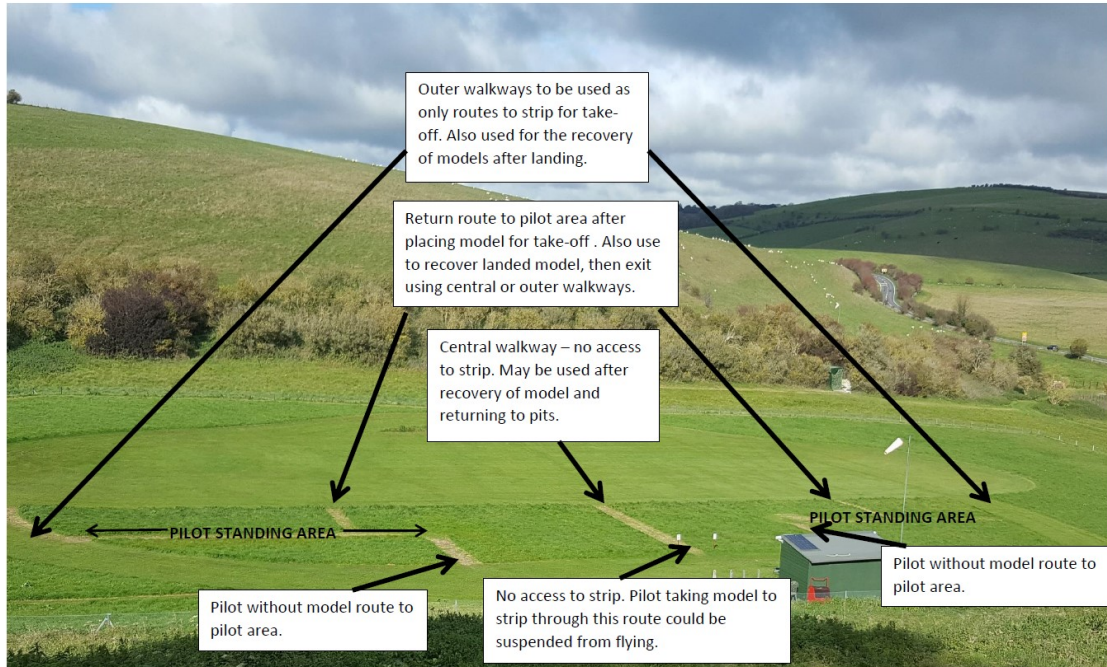 Outer walkways to be used as
only routes to strip for take-
off. Also used for the recovery
of models after landing.
Return route to pilot area after
placing model for take-off . Also use
to recover landed model, then exit
using central or outer walkways.
Central walkway – no access
to strip. May be used after
recovery of model and
returning to pits.
PILOT STANDING AREA
PILOT STANDING AREA
Pilot without model route to
pilot area.
No access to strip. Pilot taking model to
strip through this route could be
suspended from flying.
Pilot without model route to
pilot area.